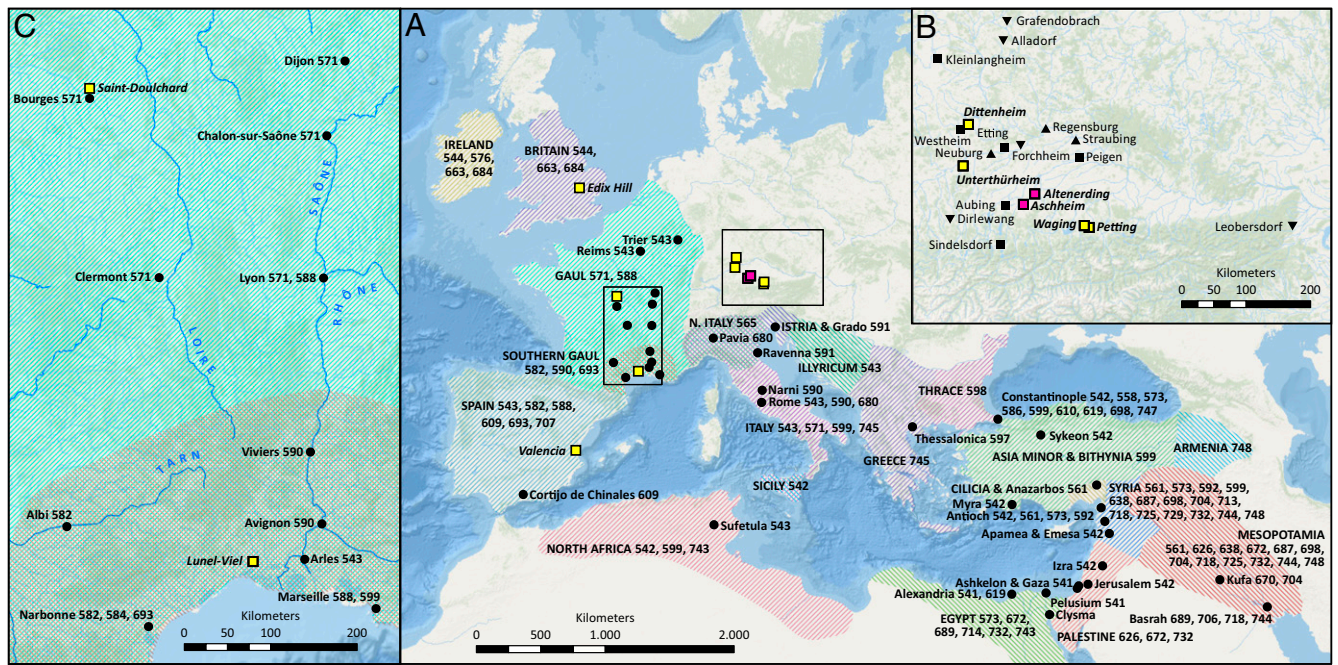 C
Dijon 571
Saint-Doulchard
Bourges 571
Chalon-sur-Saône 571
SAÔNE
Clermont 571
Lyon 571, 588
RHÔNE
LOIRE
Viviers 590
TARN
Albi 582
Avignon 590
Lunel-Viel
Arles 543
Marseille 588, 599
Narbonne 582, 584, 693
Kilometers
0 50 100 200
A
IRELAND
544, 576,
663, 684
BRITAIN 544,
663, 684
Edix Hill
Trier 543
Reims 543
GAUL 571, 588
N. ITALY 565
ISTRIA & Grado 591
Pavia 680
Ravenna 591
ILLYRICUM 543
SOUTHERN GAUL
582, 590, 693
Narni 590
Rome 543, 590, 680
SPAIN 543, 582, 588,
609, 693, 707
ITALY 543, 571, 599, 745
Valencia
THRACE 598
Constantinople 542, 558, 573,
586, 599, 610, 619, 698, 747
Thessalonica 597
Sykeon 542
ARMENIA 748
ASIA MINOR & BITHYNIA 599
GREECE 745
SICILY 542
Cortijo de Chinales 609
Sufetula 543
NORTH AFRICA 542, 599, 743
CILICIA & Anazarbos 561
Myra 542
Antioch 542, 561, 573, 592
SYRIA 561, 573, 592, 599,
638, 687, 698, 704, 713,
718, 725, 729, 732, 744, 748
Apamea & Emesa 542
MESOPOTAMIA
561, 626, 638, 672, 687, 698,
704, 718, 725, 732, 744, 748
Izra 542
Ashkelon & Gaza 541
Jerusalem 542
Kufa 670, 704
Alexandria 541, 619
Pelusium 541
Clysma
Basrah 689, 706, 718, 744
EGYPT 573, 672,
689, 714, 732, 743
PALESTINE 626, 672, 732
Kilometers
0 500 1.000 2.000
B
Grafendobrach
Alladorf
Kleinlangheim
Dittenheim
Westheim
Etting
Regensburg
Straubing
Neuburg
Forchheim
Peigen
Unterthürheim
Altenerding
Aubing
Aschheim
Dirlewang
Waging
Petting
Leobersdorf
Sindelsdorf
Kilometers
0 50 100 200